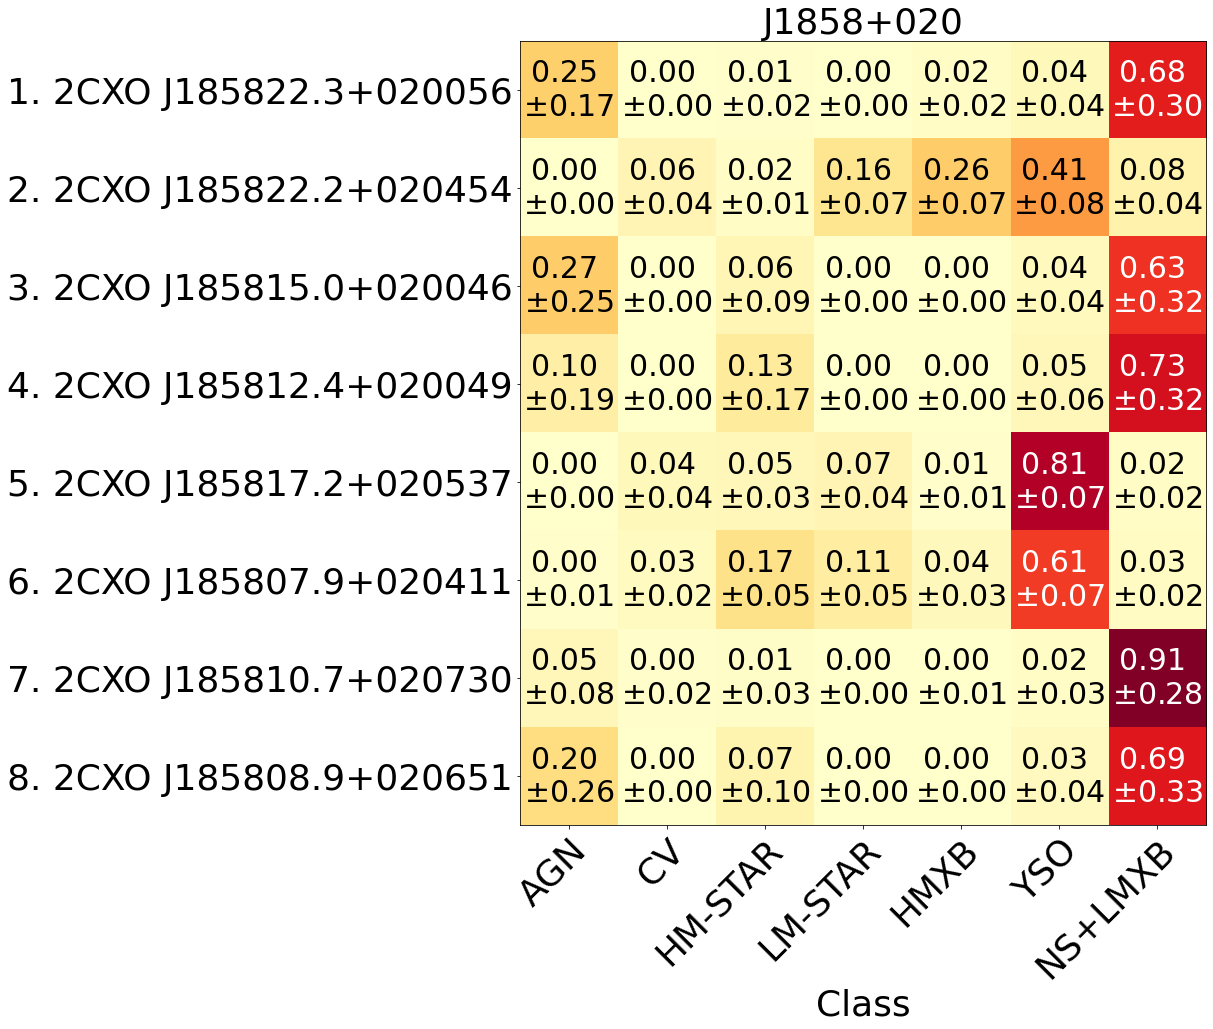 J1858+020
1. 2CXO J185822.3+020056
0.25 0.00 0.01 0.00 0.02 0.04 0.68
±0.17 ±0.00 ±0.02 ±0.00 ±0.02 ±0.04 ±0.30
2. 2CXO J185822.2+020454
0.00 0.06 0.02 0.16 0.26 0.41 0.08
±0.00 ±0.04 ±0.01 ±0.07 ±0.07 ±0.08 ±0.04
3. 2CXO J185815.0+020046
0.27 0.00 0.06 0.00 0.00 0.04 0.63
±0.25 ±0.00 ±0.09 ±0.00 ±0.00 ±0.04 ±0.32
4. 2CXO J185812.4+020049
0.10 0.00 0.13 0.00 0.00 0.05 0.73
±0.19 ±0.00 ±0.17 ±0.00 ±0.00 ±0.06 ±0.32
5. 2CXO J185817.2+020537
0.00 0.04 0.05 0.07 0.01 0.81 0.02
±0.00 ±0.04 ±0.03 ±0.04 ±0.01 ±0.07 ±0.02
6. 2CXO J185807.9+020411
0.00 0.03 0.17 0.11 0.04 0.61 0.03
±0.01 ±0.02 ±0.05 ±0.05 ±0.03 ±0.07 ±0.02
7. 2CXO J185810.7+020730
0.05 0.00 0.01 0.00 0.00 0.02 0.91
±0.08 ±0.02 ±0.03 ±0.00 ±0.01 ±0.03 ±0.28
8. 2CXO J185808.9+020651
0.20 0.00 0.07 0.00 0.00 0.03 0.69
±0.26 ±0.00 ±0.10 ±0.00 ±0.00 ±0.04 ±0.33
AGN CV HM-STAR LM-STAR HMXB YSO NS+LMXB
Class